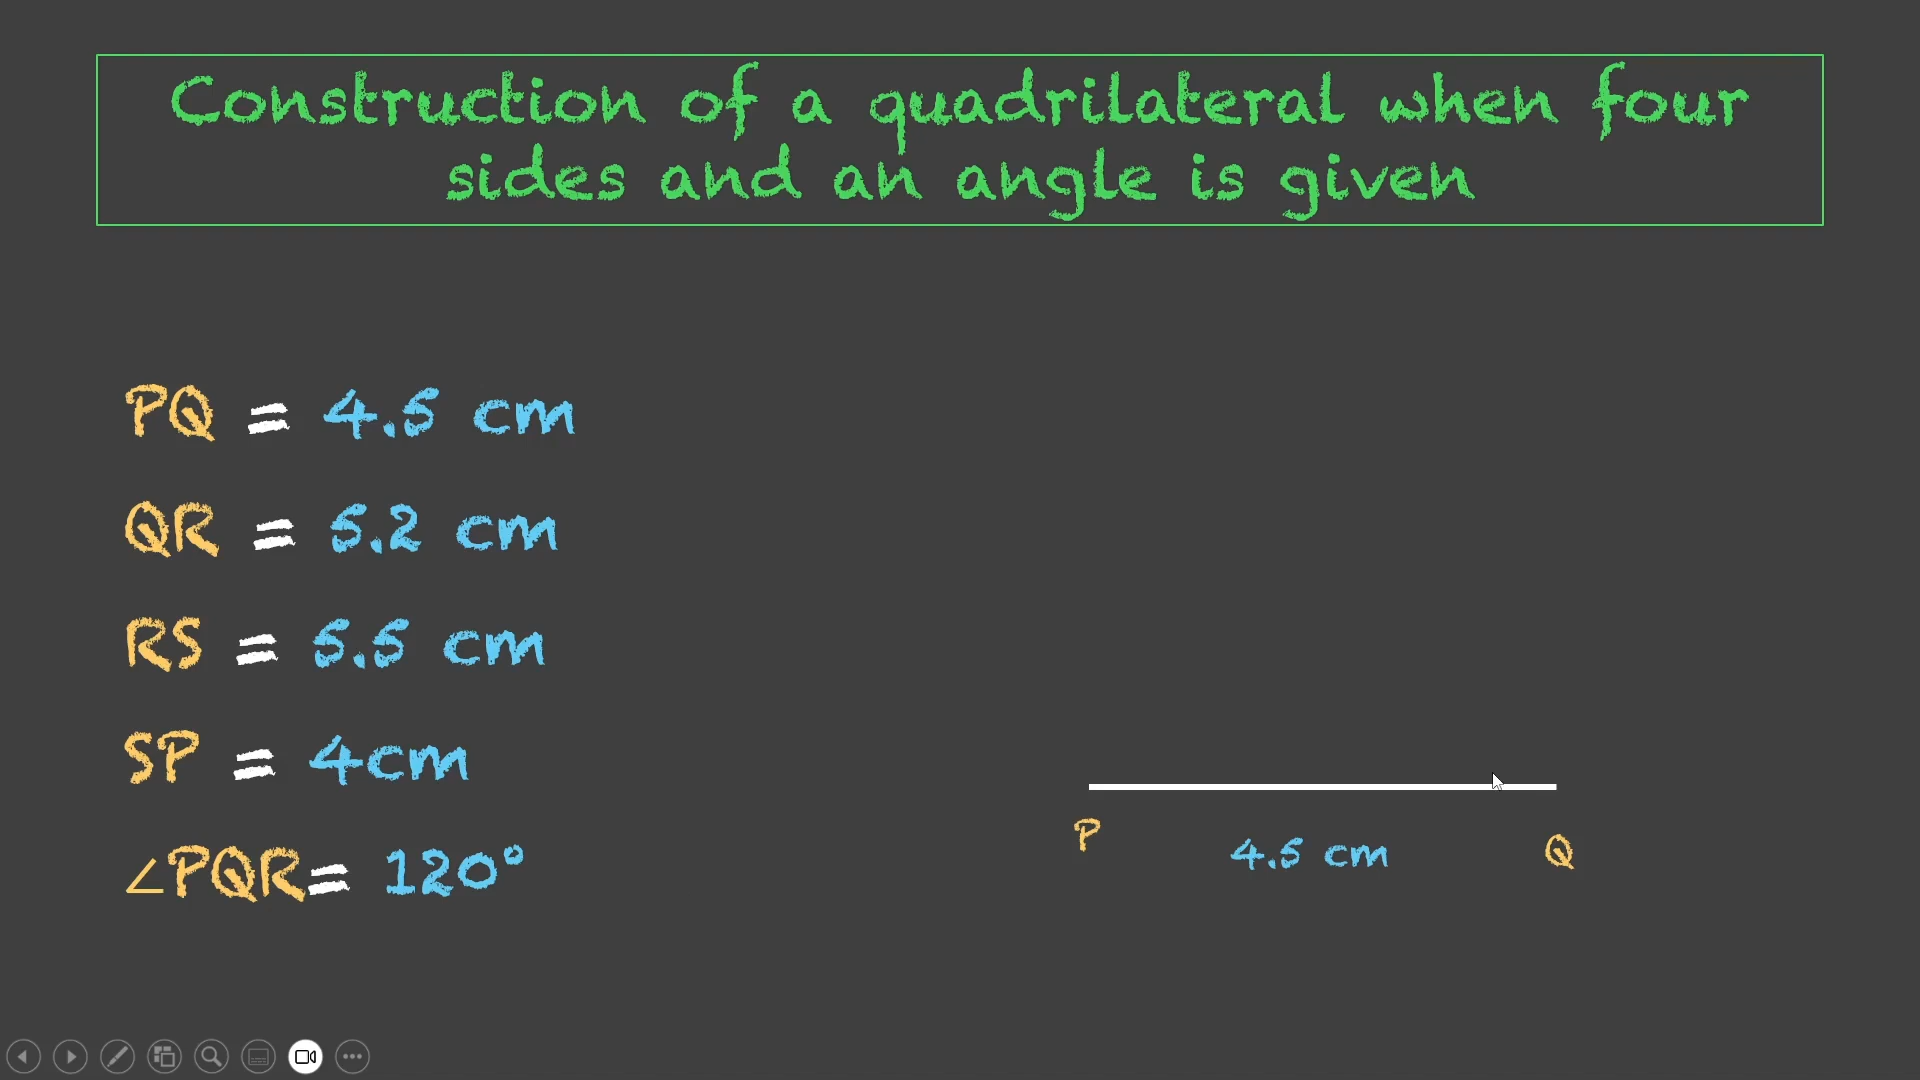 Construction of a quadrilateral when four
sides and an angle is given
PQ = 4.5 cm
QR = 5.2 cm
RS = 5.5 cm
SP = 4cm
∠PQR= 120°
P
4.5 cm
Q